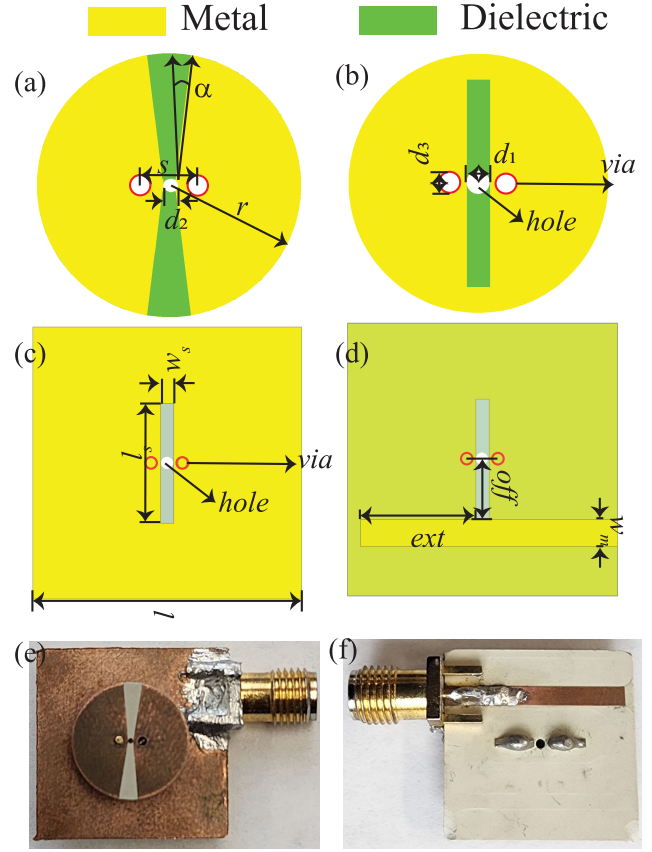 Metal
Dielectric
(a)
α
s
d₂
r
(b)
d₃
d₁
via
hole
(c)
wₛ
lₛ
via
hole
l
(d)
off
ext
wₘ
(e)
(f)